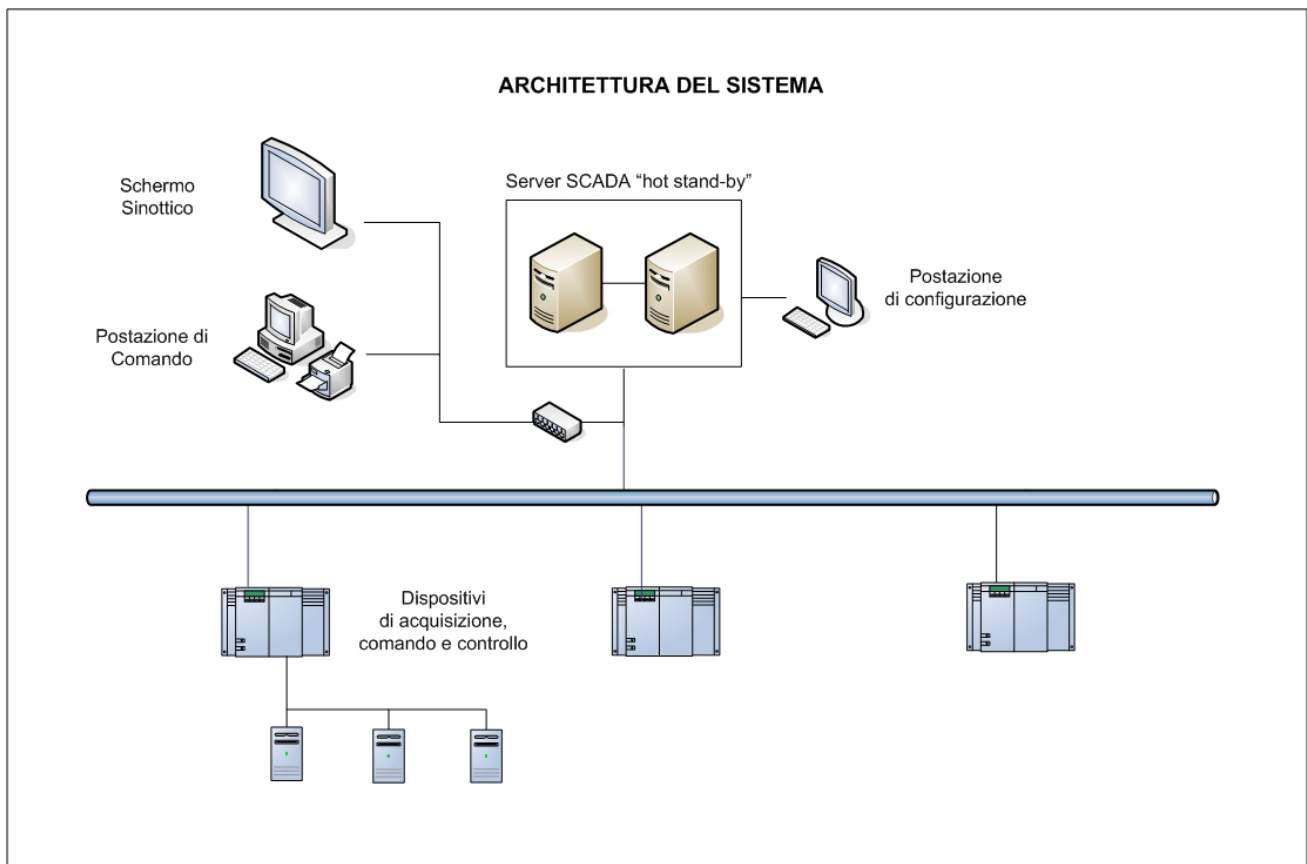 ARCHITETTURA DEL SISTEMA
Schermo
Sinottico
Server SCADA “hot stand-by”
Postazione
di configurazione
Postazione di
Comando
Dispositivi
di acquisizione,
comando e controllo